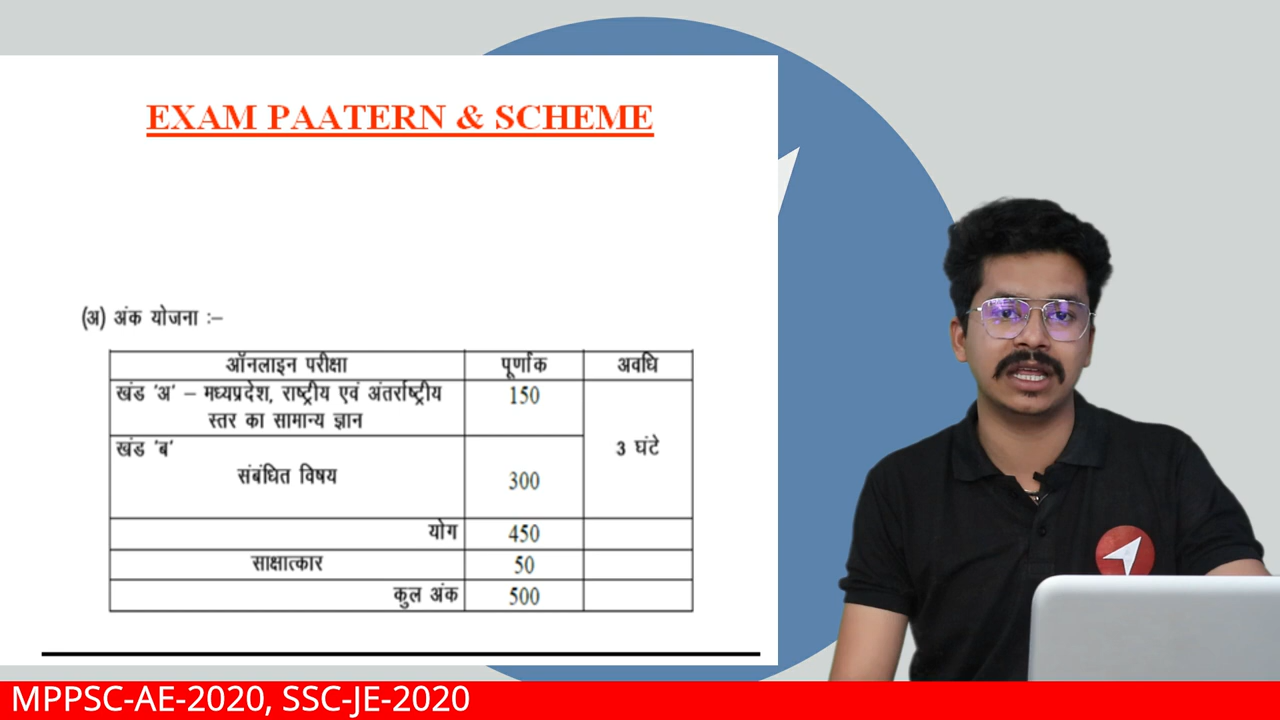 EXAM PAATERN & SCHEME
(अ) अंक योजना :–
ऑनलाइन परीक्षा पूर्णांक अवधि
खंड 'अ' – मध्यप्रदेश, राष्ट्रीय एवं अंतर्राष्ट्रीय 150
स्तर का सामान्य ज्ञान
खंड 'ब' 3 घंटे
संबंधित विषय 300
योग 450
साक्षात्कार 50
कुल अंक 500
MPPSC-AE-2020, SSC-JE-2020